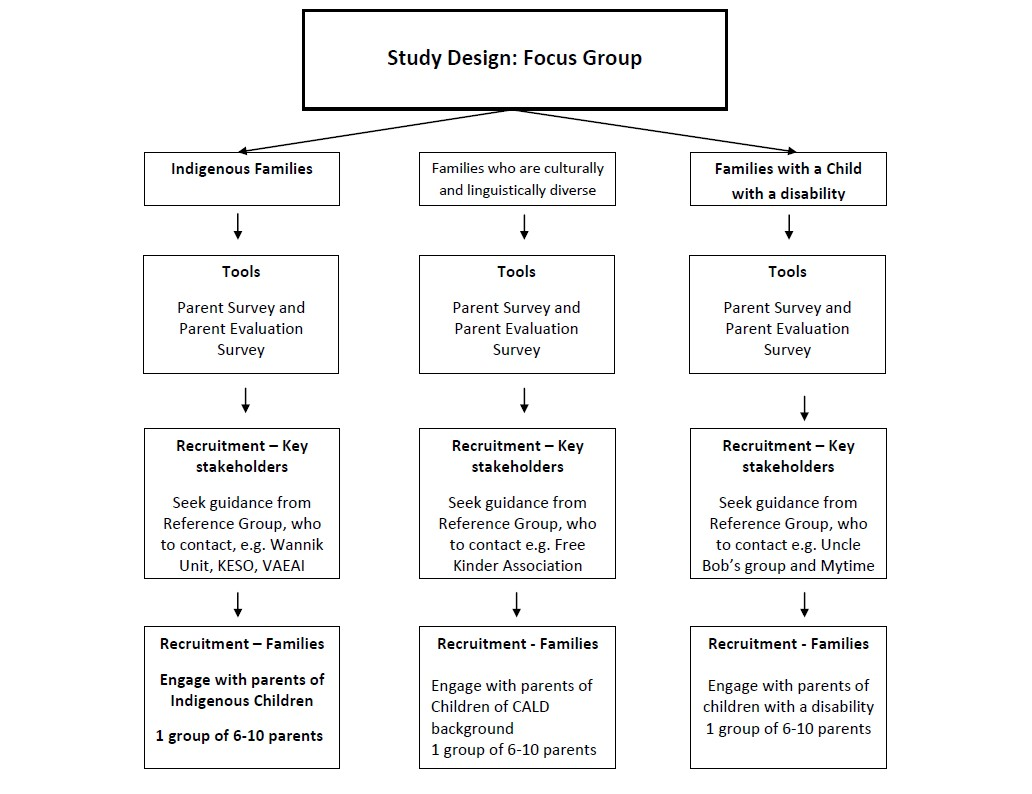 Study Design: Focus Group
Indigenous Families
Families who are culturally
and linguistically diverse
Families with a Child
with a disability
Tools
Parent Survey and
Parent Evaluation
Survey
Tools
Parent Survey and
Parent Evaluation
Survey
Tools
Parent Survey and
Parent Evaluation
Survey
Recruitment – Key
stakeholders
Seek guidance from
Reference Group, who
to contact, e.g. Wannik
Unit, KESO, VAEAI
Recruitment – Key
stakeholders
Seek guidance from
Reference Group, who
to contact e.g. Free
Kinder Association
Recruitment – Key
stakeholders
Seek guidance from
Reference Group, who
to contact e.g. Uncle
Bob’s group and Mytime
Recruitment – Families
Engage with parents of
Indigenous Children
1 group of 6-10 parents
Recruitment - Families
Engage with parents of
Children of CALD
background
1 group of 6-10 parents
Recruitment - Families
Engage with parents of
children with a disability
1 group of 6-10 parents